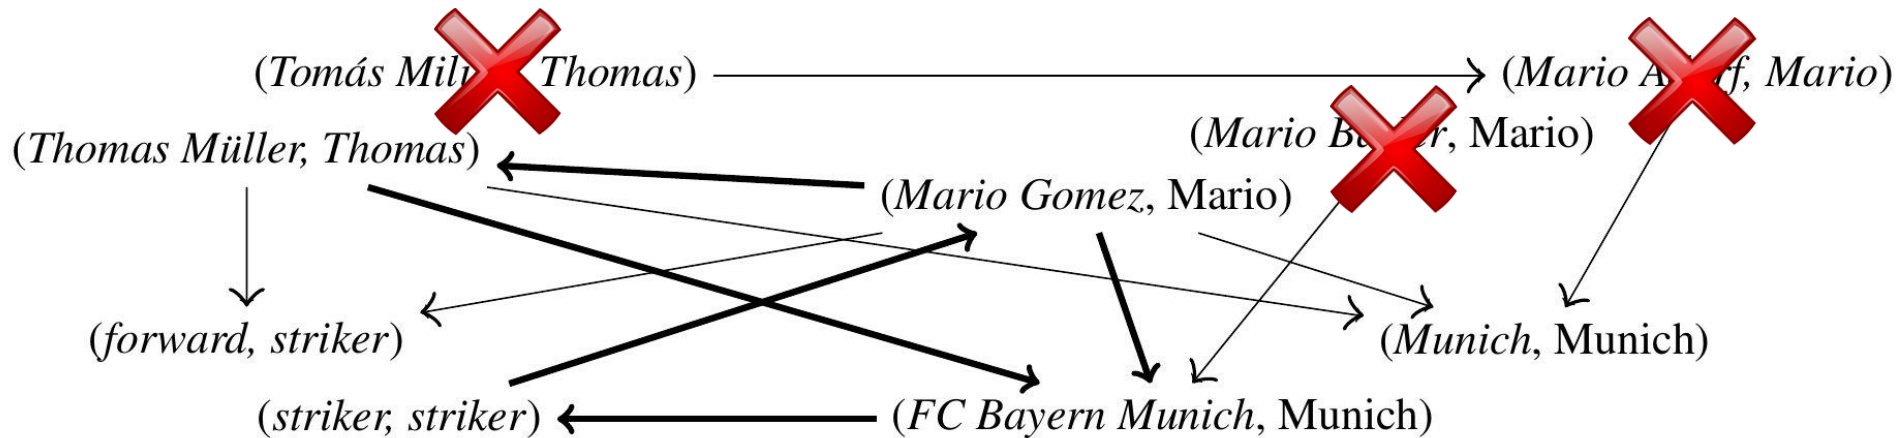 (Tomás Thomas)
(Mario Mario)
(Mario , Mario)
(Thomas Müller, Thomas)
(Mario Gomez, Mario)
(forward, striker)
(Munich, Munich)
(striker, striker)
(FC Bayern Munich, Munich)